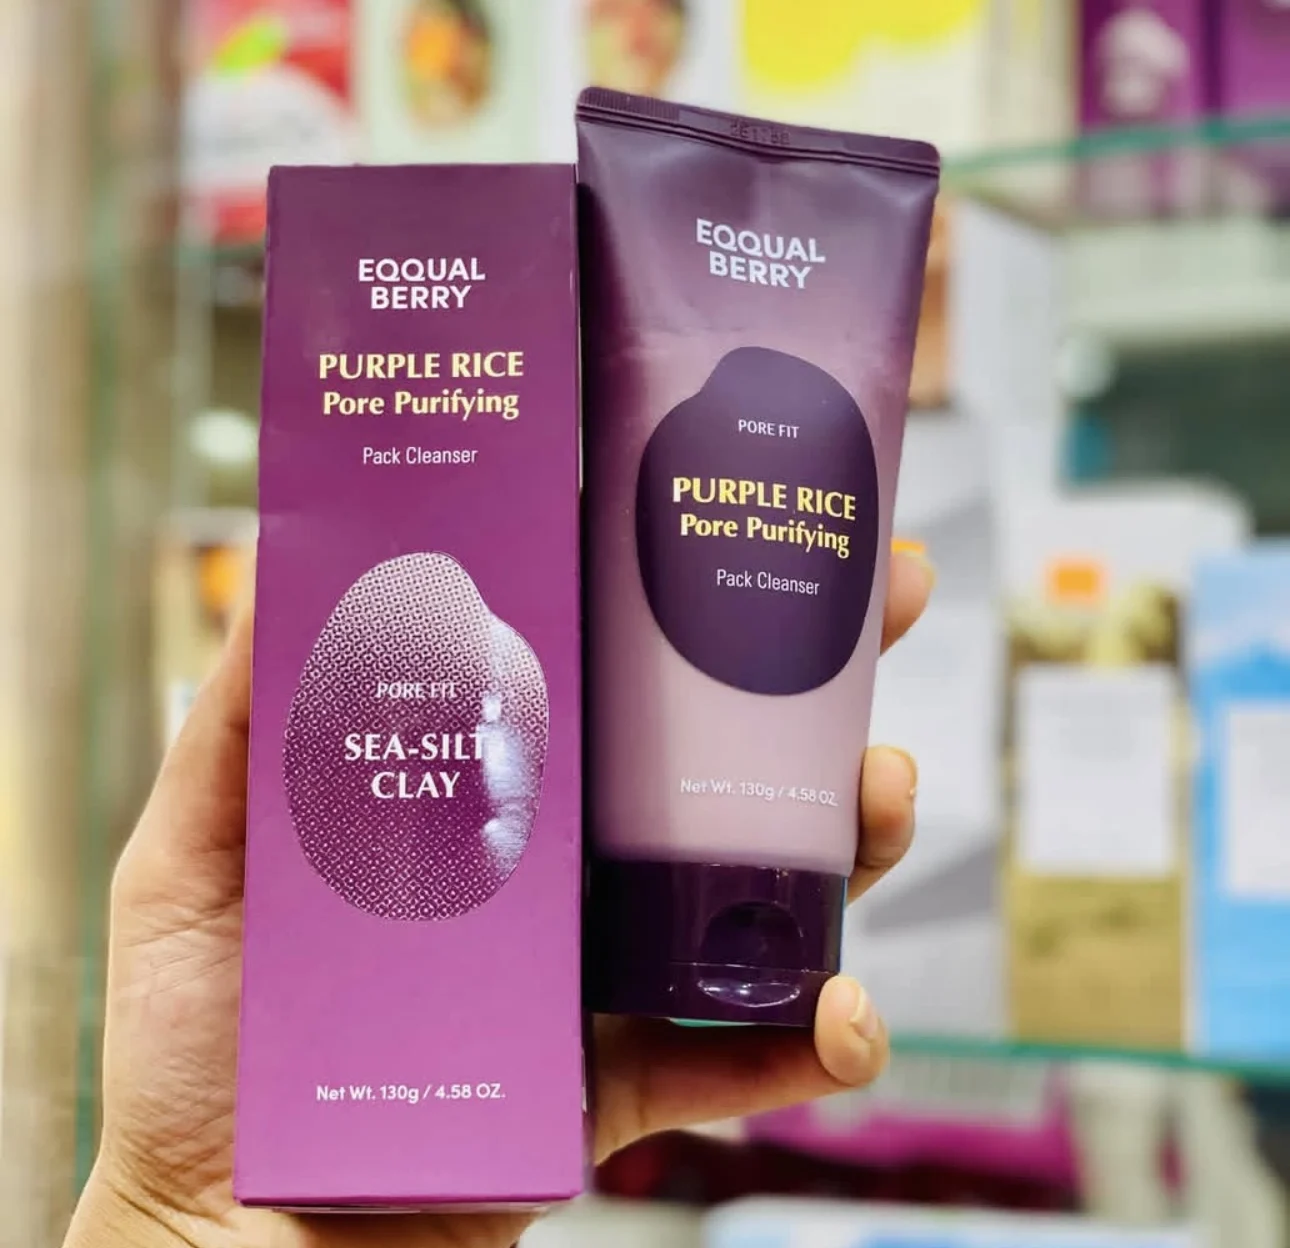 EQQUAL
BERRY
PURPLE RICE
Pore Purifying
Pack Cleanser
PORE FIT
SEA-SILT
CLAY
Net Wt. 130g / 4.58 OZ.
EQQUAL
BERRY
PORE FIT
PURPLE RICE
Pore Purifying
Pack Cleanser
Net Wt. 130g / 4.58 OZ.